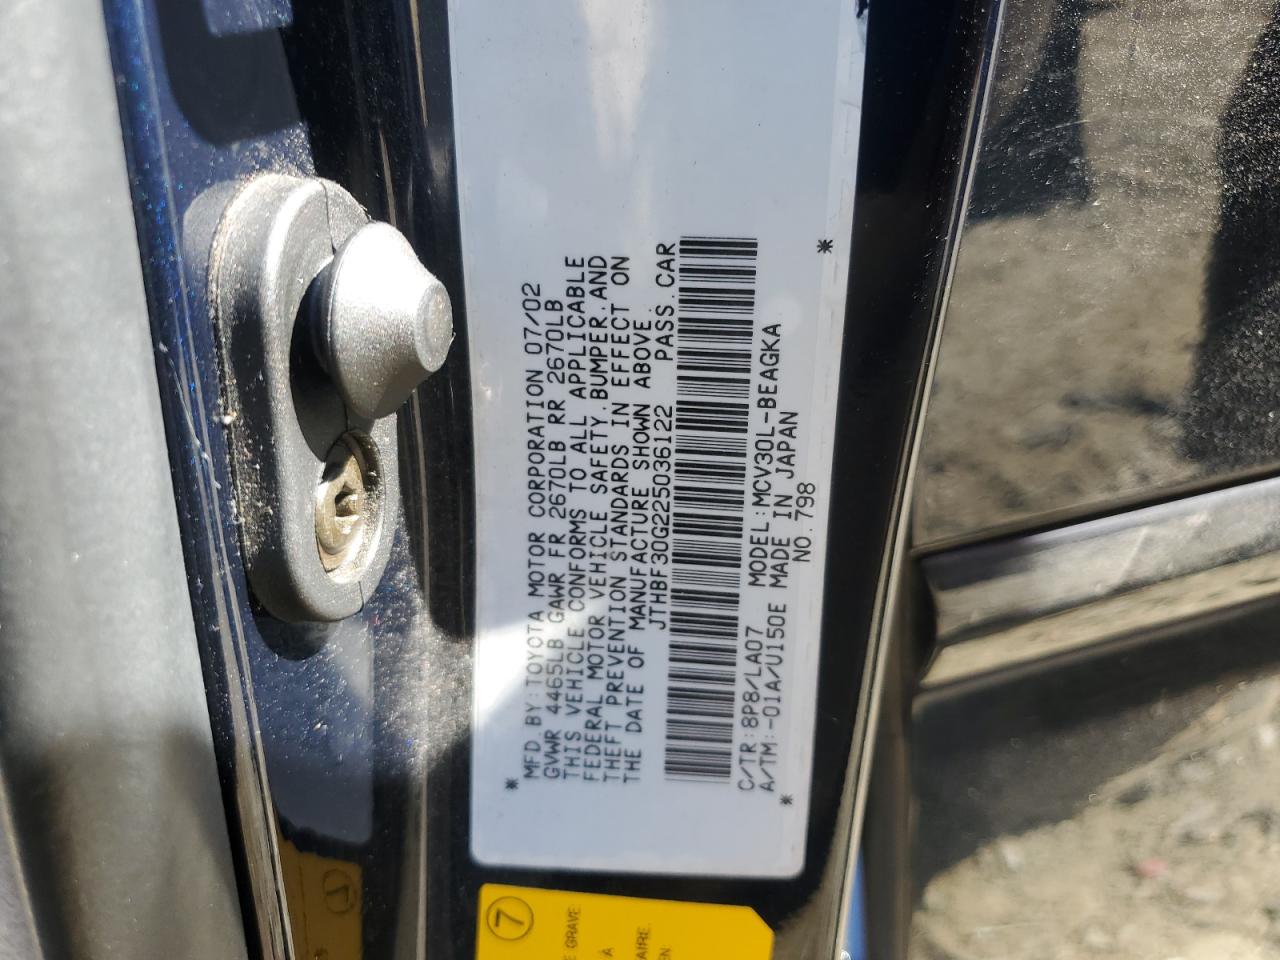 * MFD. BY: TOYOTA MOTOR CORPORATION 07/02
GVWR 4465LB GAWR FR 2670LB RR 2670LB
THIS VEHICLE CONFORMS TO ALL APPLICABLE
FEDERAL MOTOR VEHICLE SAFETY, BUMPER, AND
THEFT PREVENTION STANDARDS IN EFFECT ON
THE DATE OF MANUFACTURE SHOWN ABOVE
JTHBF30G225036122 PASS. CAR
C/TR: 8P8/LA07 MODEL: MCV30L-BEAGKA
A/TM: -01A/U150E MADE IN JAPAN
* NO. 798 *
7
GRAVE
À